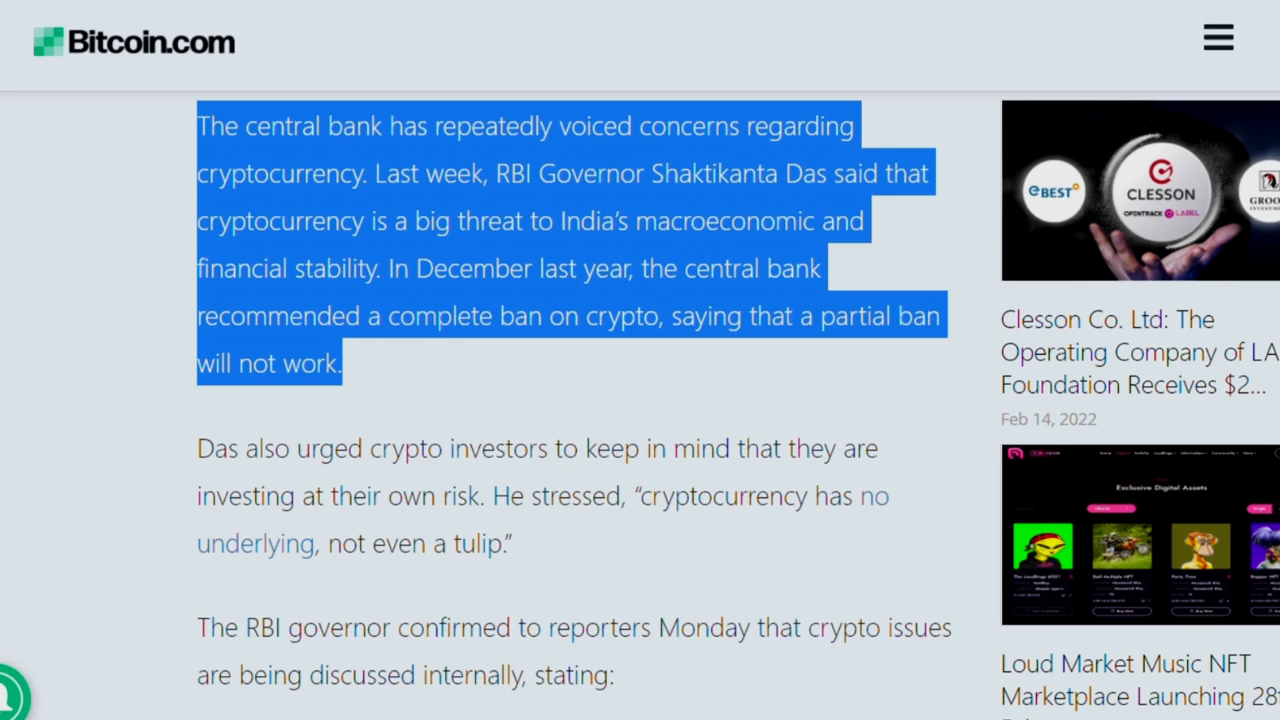 Bitcoin.com
The central bank has repeatedly voiced concerns regarding
cryptocurrency. Last week, RBI Governor Shaktikanta Das said that
cryptocurrency is a big threat to India’s macroeconomic and
financial stability. In December last year, the central bank
recommended a complete ban on crypto, saying that a partial ban
will not work.
Das also urged crypto investors to keep in mind that they are
investing at their own risk. He stressed, “cryptocurrency has no
underlying, not even a tulip.”
The RBI governor confirmed to reporters Monday that crypto issues
are being discussed internally, stating:
eBEST
CLESSON
OPENTRACK LABEL
GROO
Clesson Co. Ltd: The
Operating Company of LA
Foundation Receives $2...
Feb 14, 2022
Exclusive Digital Assets
Loud Market Music NFT
Marketplace Launching 28